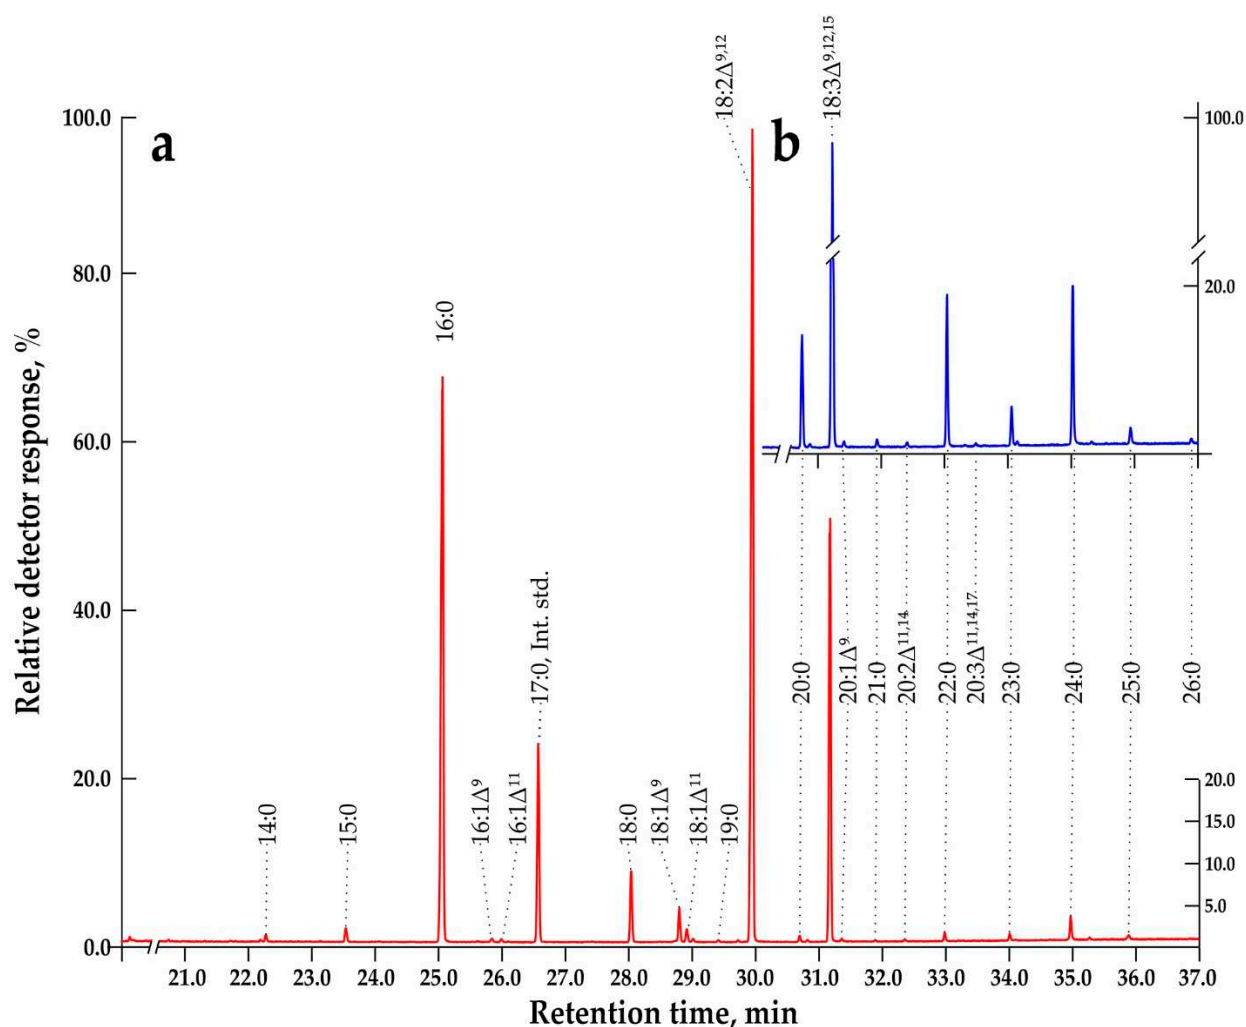 18:2Δ9,12
18:3Δ9,12,15
100.0
a
b
100.0
80.0
20.0
16:0
60.0
Relative detector response, %
40.0
17:0, Int. std.
20:0
20:1Δ9
21:0
20:2Δ11,14
22:0
20:3Δ11,14,17
23:0
24:0
25:0
26:0
20.0
14:0
15:0
16:1Δ9
16:1Δ11
18:0
18:1Δ9
18:1Δ11
19:0
20.0
15.0
10.0
5.0
0.0
21.0 22.0 23.0 24.0 25.0 26.0 27.0 28.0 29.0 30.0 31.0 32.0 33.0 34.0 35.0 36.0 37.0
Retention time, min